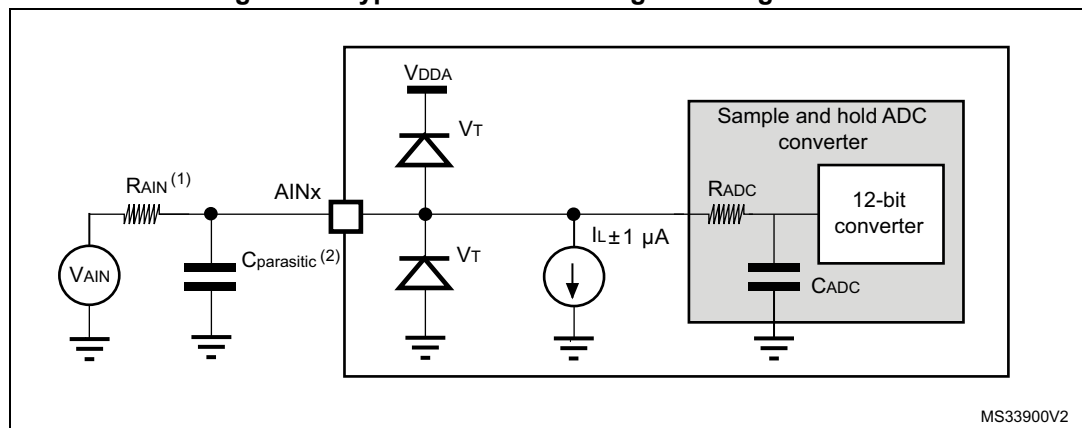 VDDA
VT
Sample and hold ADC
converter
RAIN (1)
AINx
RADC
12-bit
converter
IL ± 1 µA
VAIN
Cparasitic (2)
VT
CADC
MS33900V2